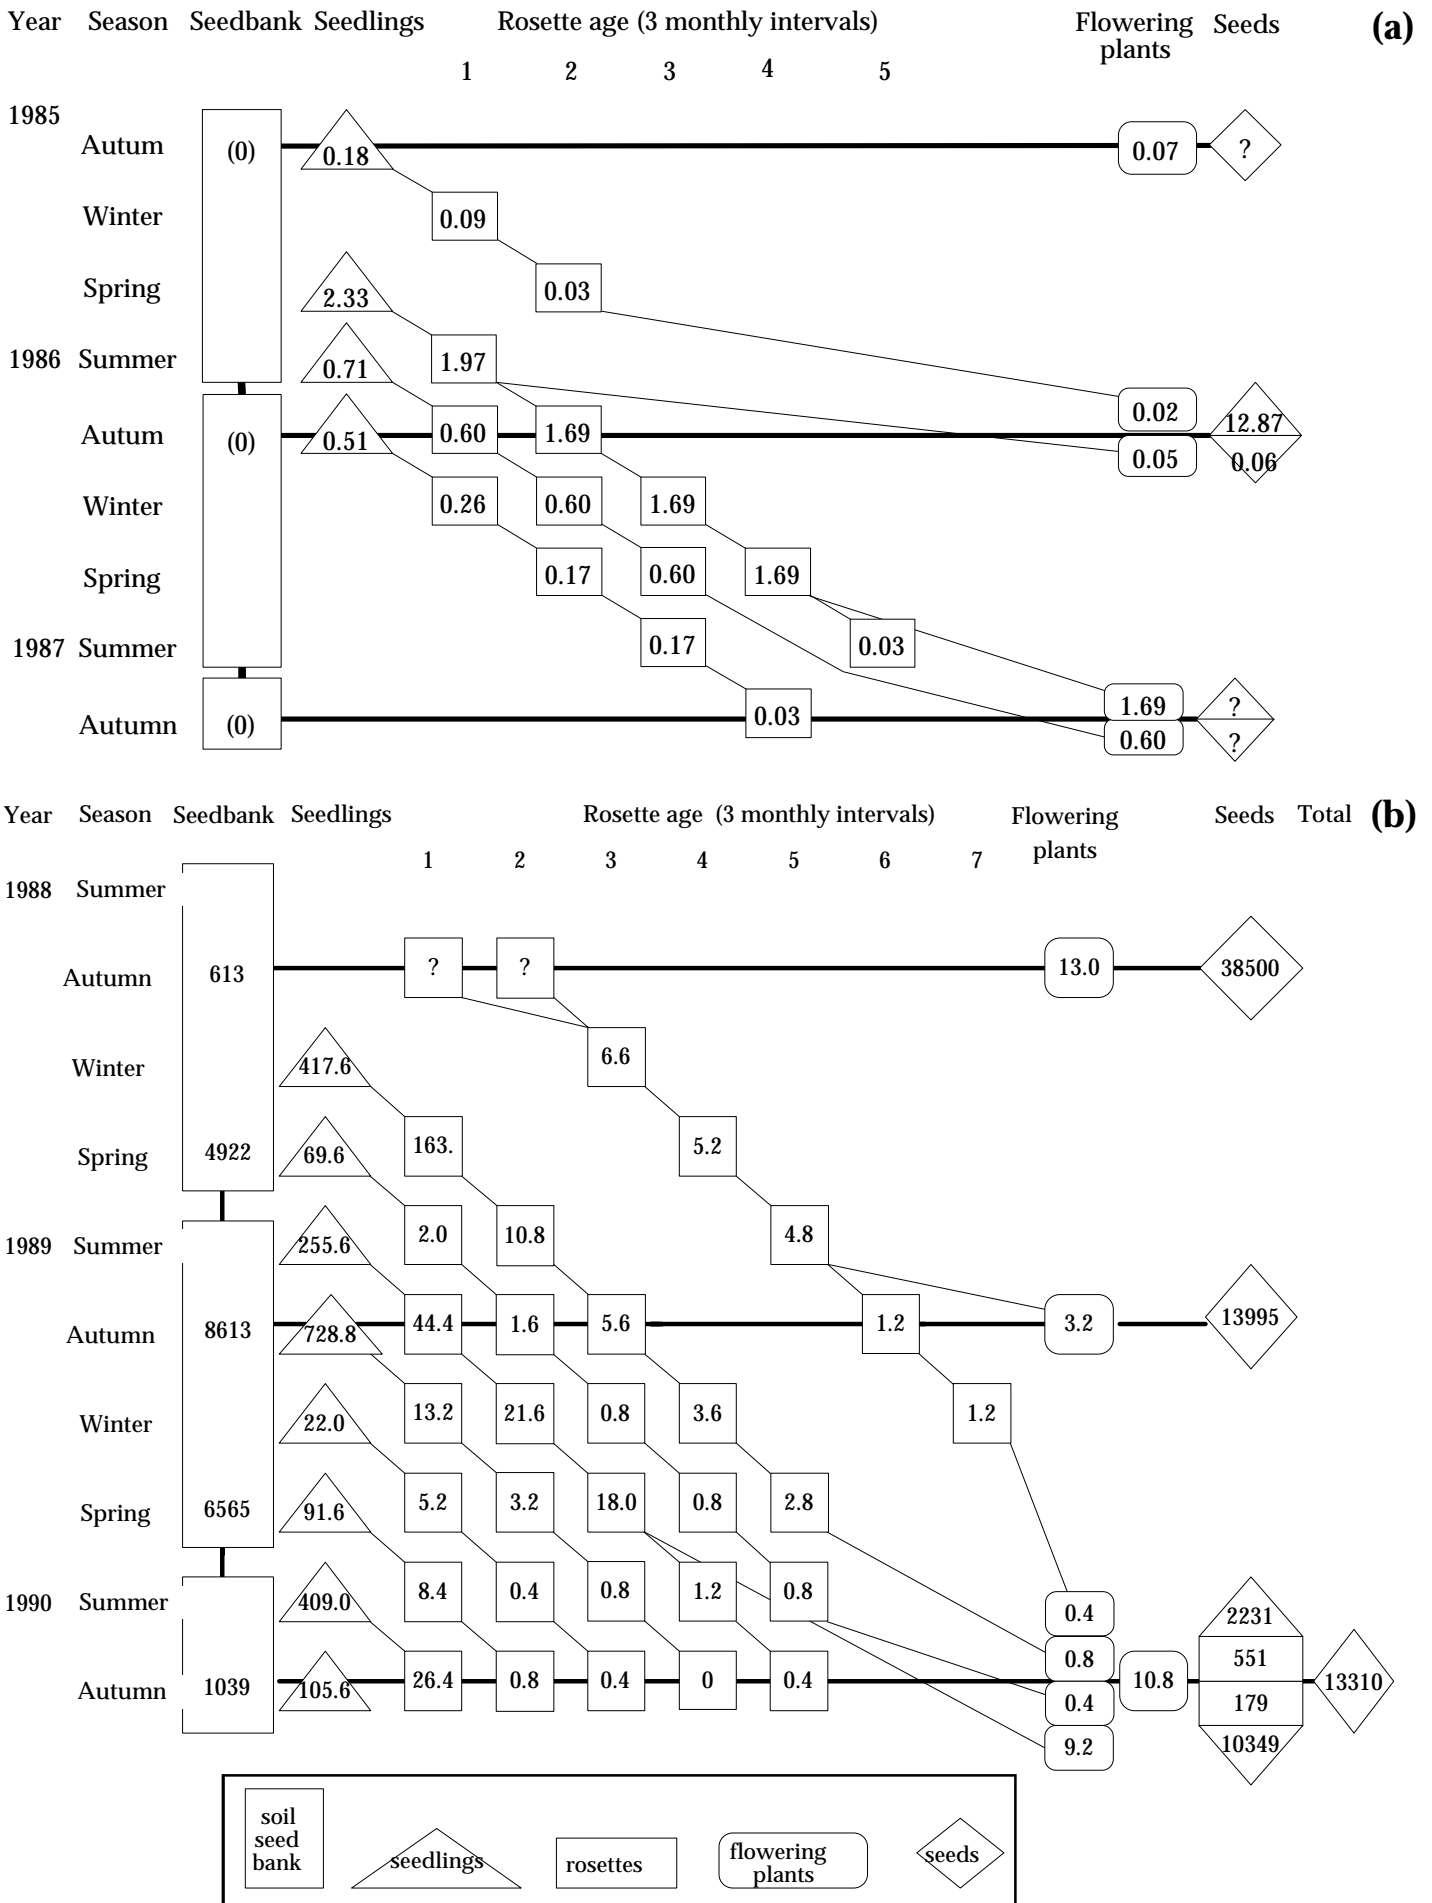 Year Season Seedbank Seedlings Rosette age (3 monthly intervals) Flowering plants Seeds (a)
1 2 3 4 5
1985
Autum (0) 0.18 0.07 ?
Winter 0.09
Spring 2.33 0.03
1986 Summer 0.71 1.97
0.02
Autum (0) 0.51 0.60 1.69 12.87
0.05 0.06
Winter 0.26 0.60 1.69
Spring 0.17 0.60 1.69
1987 Summer 0.17 0.03
1.69 ?
Autumn (0) 0.03
0.60 ?
Year Season Seedbank Seedlings Rosette age (3 monthly intervals) Flowering plants Seeds Total (b)
1 2 3 4 5 6 7
1988 Summer
Autumn 613 ? ? 13.0 38500
Winter 417.6 6.6
Spring 4922 69.6 163. 5.2
1989 Summer 255.6 2.0 10.8 4.8
Autumn 8613 728.8 44.4 1.6 5.6 1.2 3.2 13995
Winter 22.0 13.2 21.6 0.8 3.6 1.2
Spring 6565 91.6 5.2 3.2 18.0 0.8 2.8
1990 Summer 409.0 8.4 0.4 0.8 1.2 0.8 0.4 2231
0.8 551
Autumn 1039 105.6 26.4 0.8 0.4 0 0.4 10.8 13310
0.4 179
9.2 10349
soil
seed
bank
seedlings
rosettes
flowering
plants
seeds